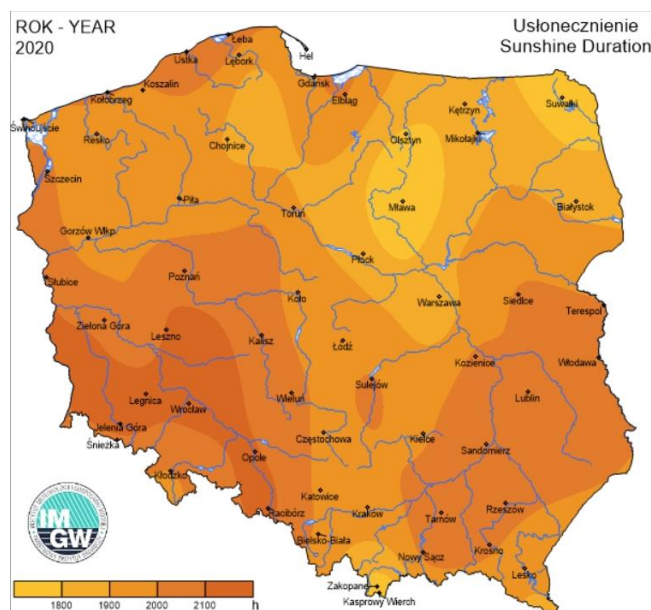 ROK - YEAR
2020
Usłonecznienie
Sunshine Duration
Łeba
Ustka
Lębork
Hel
Gdańsk
Elbląg
Koszalin
Kołobrzeg
Świnoujście
Resko
Chojnice
Olsztyn
Kętrzyn
Mikołajki
Suwałki
Szczecin
Piła
Toruń
Mława
Białystok
Gorzów Wlkp.
Płock
Słubice
Poznań
Koło
Warszawa
Siedlce
Terespol
Zielona Góra
Leszno
Kalisz
Łódź
Kozienice
Włodawa
Sulejów
Legnica
Wrocław
Wieluń
Lublin
Jelenia Góra
Śnieżka
Opole
Częstochowa
Kielce
Sandomierz
Kłodzko
Racibórz
Katowice
Kraków
Tarnów
Rzeszów
Bielsko-Biała
Nowy Sącz
Krosno
Lesko
Zakopane
Kasprowy Wierch
IM
GW
1800 1900 2000 2100 h